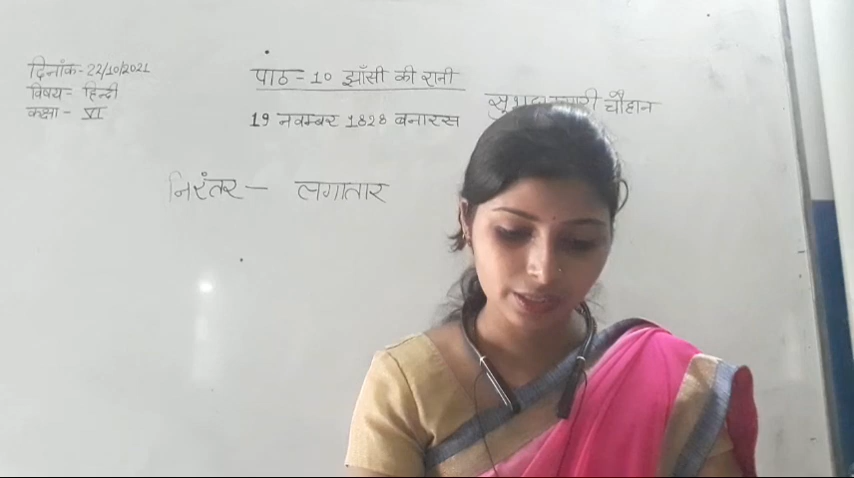 दिनांक- 22/10/2021
विषय- हिन्दी
कक्षा- VI
पाठ-10 झाँसी की रानी
चौहान
19 नवम्बर 1828 बनारस
निरंतर - लगातार